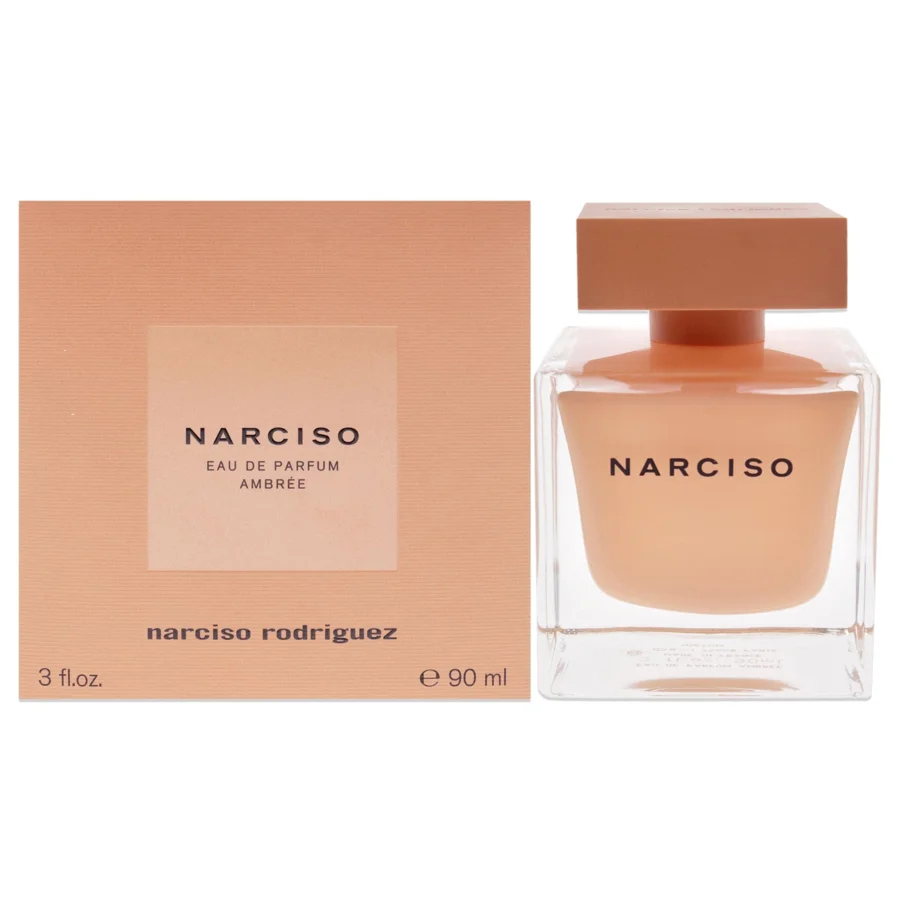 NARCISO
EAU DE PARFUM
AMBRÉE
narciso rodriguez
3 fl.oz.
℮ 90 ml
NARCISO